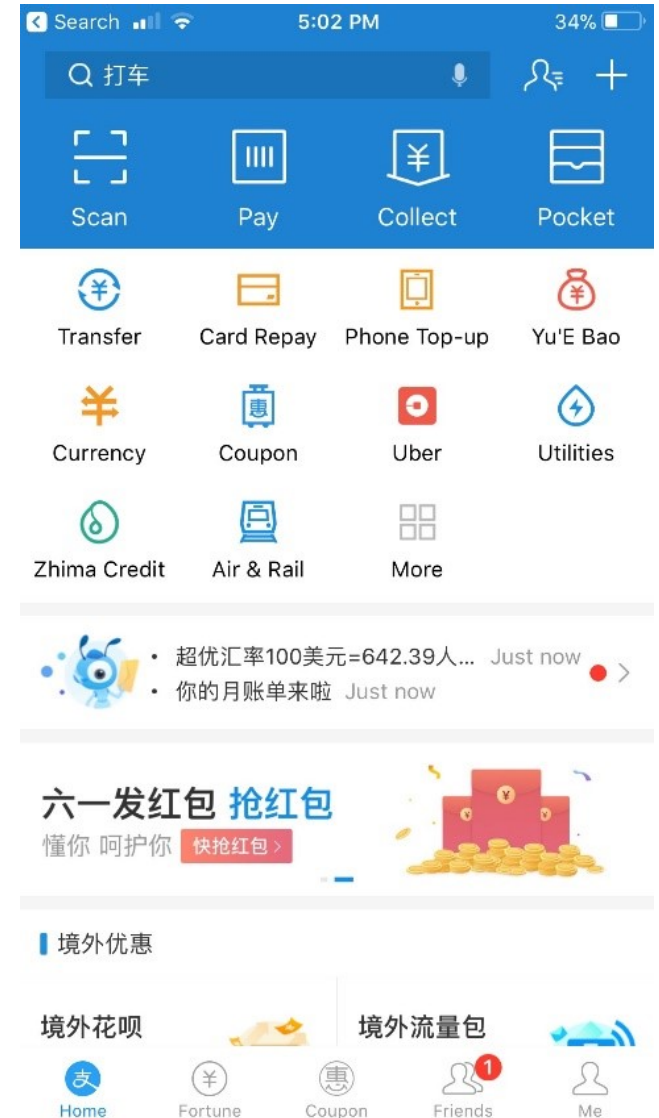 Search 5:02 PM 34%
打车
Scan Pay Collect Pocket
Transfer Card Repay Phone Top-up Yu'E Bao
惠
Currency Coupon Uber Utilities
Zhima Credit Air & Rail More
• 超优汇率100美元=642.39人... Just now
• 你的月账单来啦 Just now
六一发红包 抢红包
懂你 呵护你 快抢红包 >
境外优惠
境外花呗 境外流量包
支 ¥ 惠 1
Home Fortune Coupon Friends Me